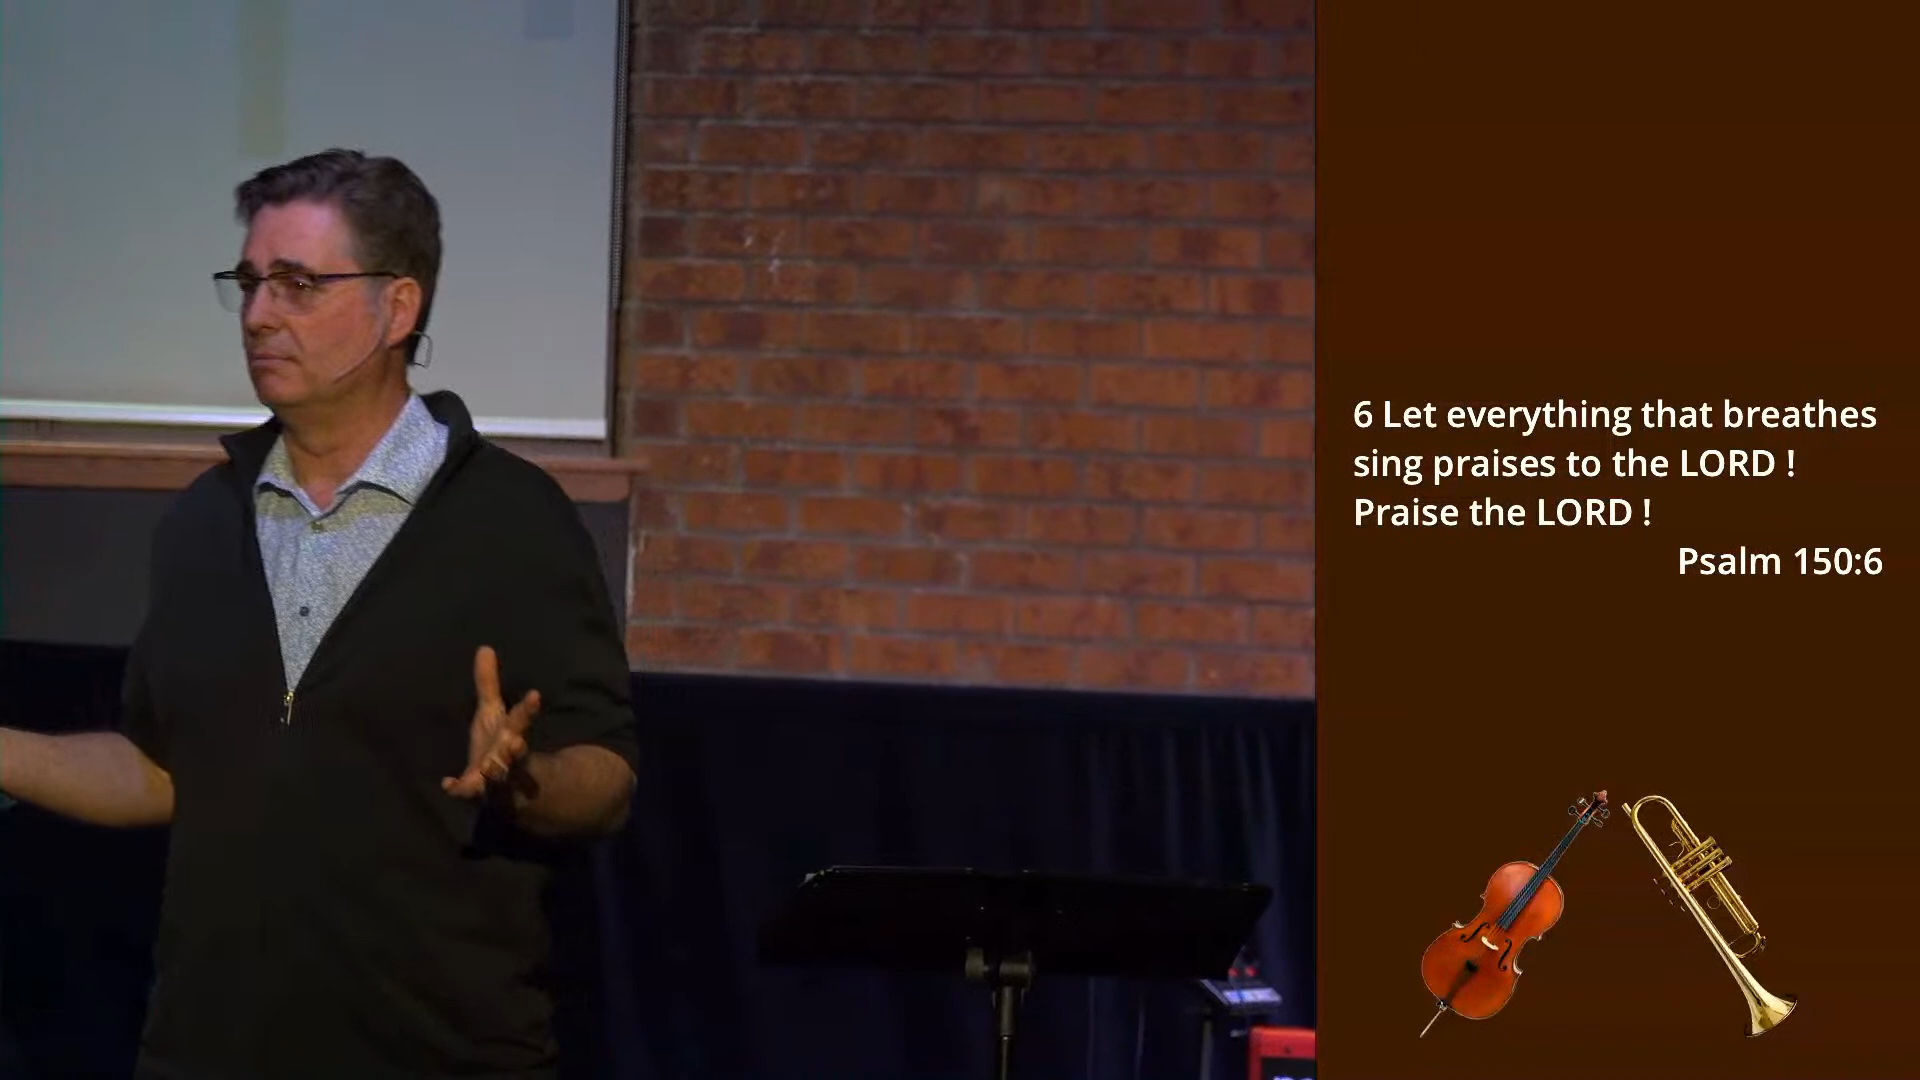 6 Let everything that breathes
sing praises to the LORD !
Praise the LORD !
Psalm 150:6